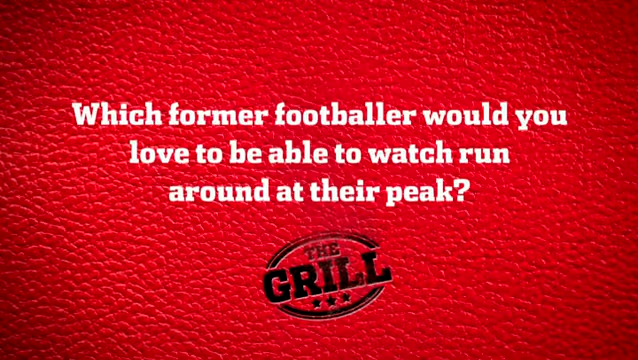 Which former footballer would you
love to be able to watch run
around at their peak?
THE
GRILL